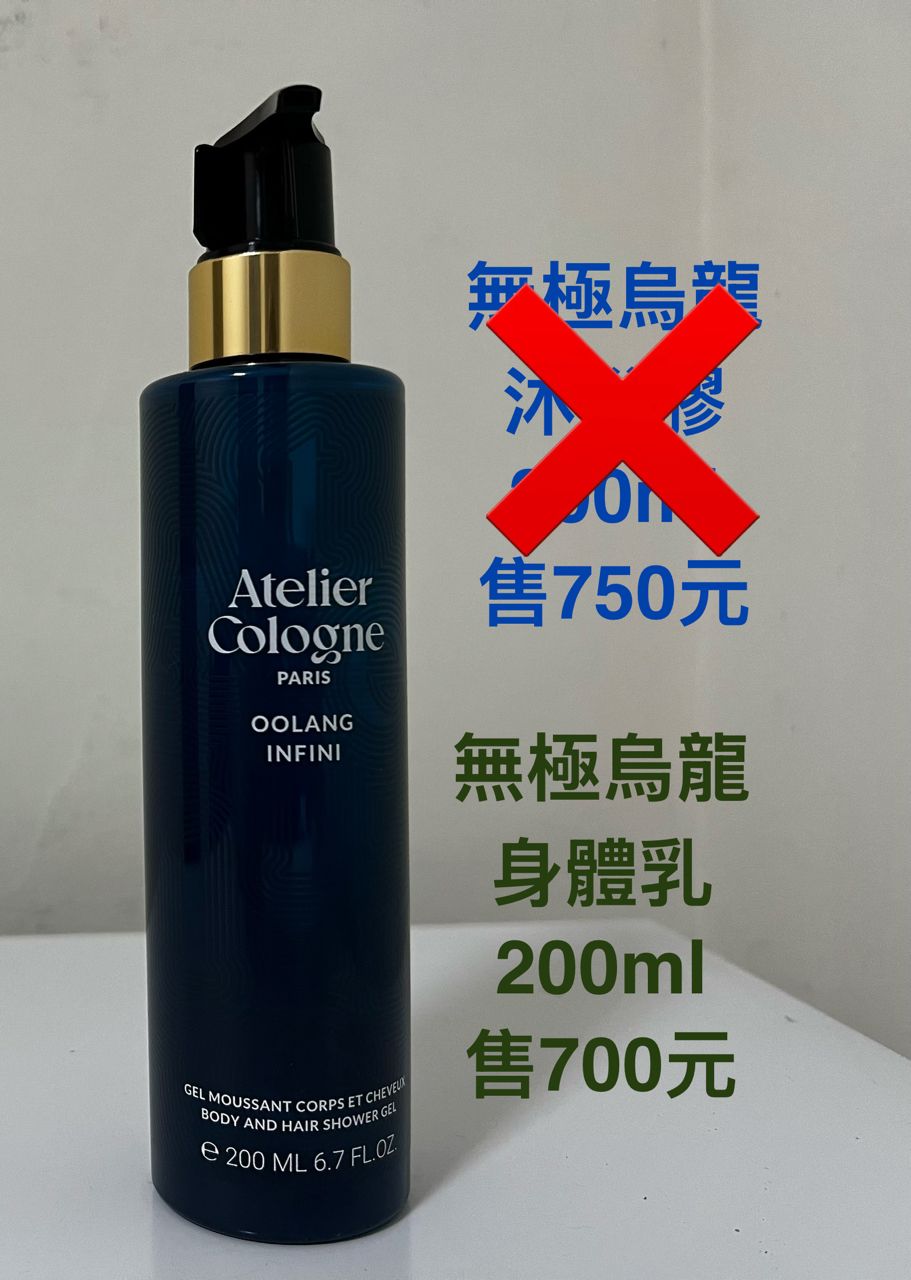 Atelier
Cologne
PARIS
OOLANG
INFINI
GEL MOUSSANT CORPS ET CHEVEUX
BODY AND HAIR SHOWER GEL
℮ 200 ML 6.7 FL.OZ.
無極烏龍
沐膠
售750元
無極烏龍
身體乳
200ml
售700元